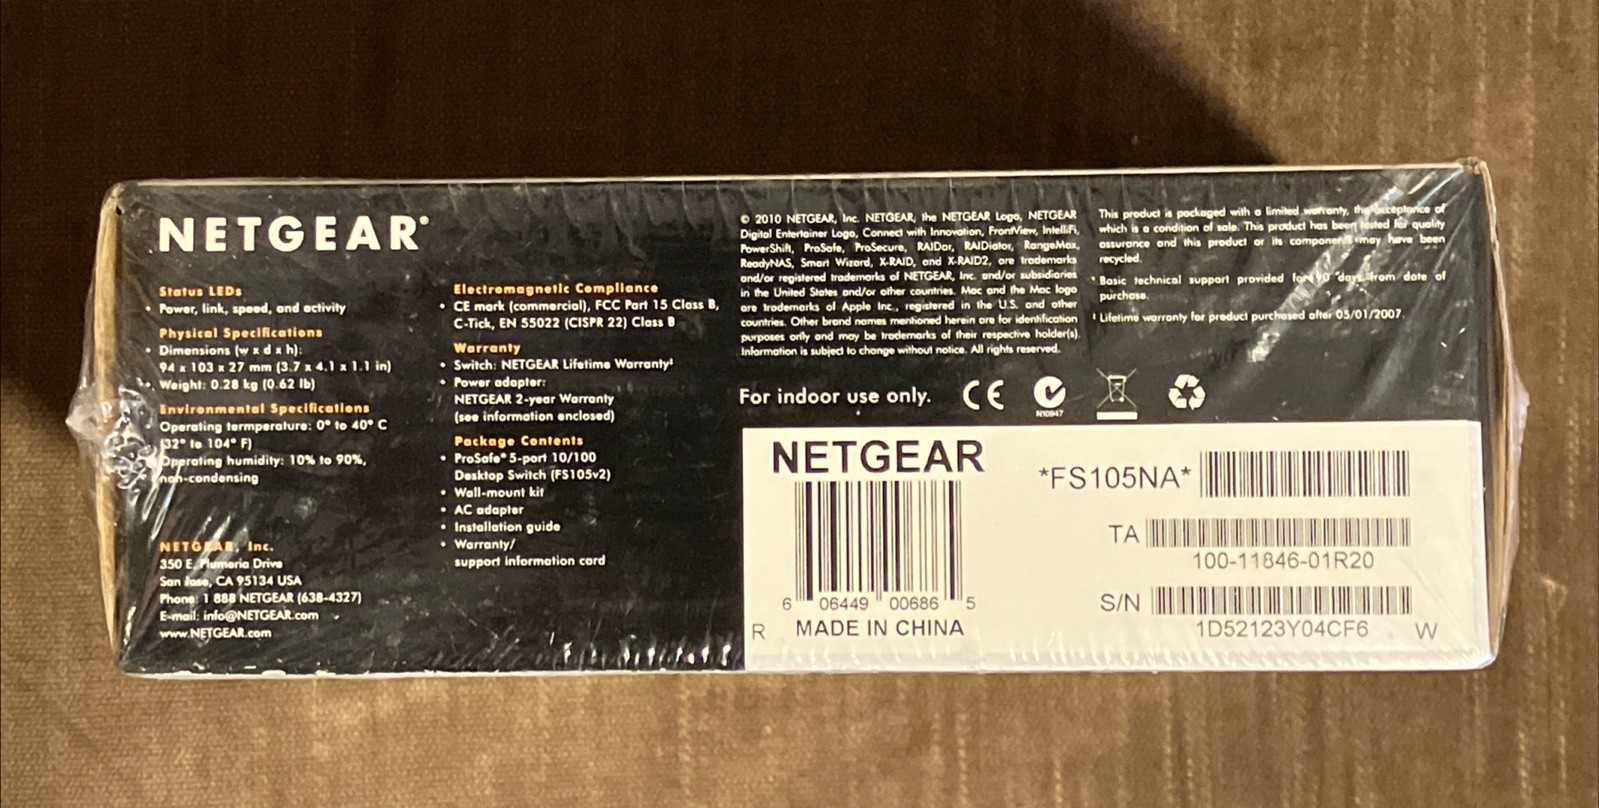 NETGEAR®
Status LEDs
• Power, link, speed, and activity
Physical Specifications
• Dimensions (w x d x h):
94 x 103 x 27 mm (3.7 x 4.1 x 1.1 in)
• Weight: 0.28 kg (0.62 lb)
Environmental Specifications
• Operating termperature: 0° to 40° C
(32° to 104° F)
• Operating humidity: 10% to 90%,
non-condensing
NETGEAR, Inc.
350 E. Plumeria Drive
San Jose, CA 95134 USA
Phone: 1 888 NETGEAR (638-4327)
E-mail: info@NETGEAR.com
www.NETGEAR.com
Electromagnetic Compliance
• CE mark (commercial), FCC Part 15 Class B,
C-Tick, EN 55022 (CISPR 22) Class B
Warranty
• Switch: NETGEAR Lifetime Warranty‡
• Power adapter:
NETGEAR 2-year Warranty
(see information enclosed)
Package Contents
• ProSafe® 5-port 10/100
Desktop Switch (FS105v2)
• Wall-mount kit
• AC adapter
• Installation guide
• Warranty/
support information card
© 2010 NETGEAR, Inc. NETGEAR, the NETGEAR Logo, NETGEAR
Digital Entertainer Logo, Connect with Innovation, FrontView, IntelliFi,
PowerShift, ProSafe, ProSecure, RAIDar, RAIDiator, RangeMax,
ReadyNAS, Smart Wizard, X-RAID, and X-RAID2, are trademarks
and/or registered trademarks of NETGEAR, Inc. and/or subsidiaries
in the United States and/or other countries. Mac and the Mac logo
are trademarks of Apple Inc., registered in the U.S. and other
countries. Other brand names mentioned herein are for identification
purposes only and may be trademarks of their respective holder(s).
Information is subject to change without notice. All rights reserved.
This product is packaged with a limited warranty, the acceptance of
which is a condition of sale. This product has been tested for quality
assurance and this product or its components may have been
recycled.
* Basic technical support provided for 90 days from date of
purchase.
‡ Lifetime warranty for product purchased after 05/01/2007.
For indoor use only.
CE
N10947
NETGEAR
6 06449 00686 5
R MADE IN CHINA
*FS105NA*
TA
100-11846-01R20
S/N
1D52123Y04CF6 W